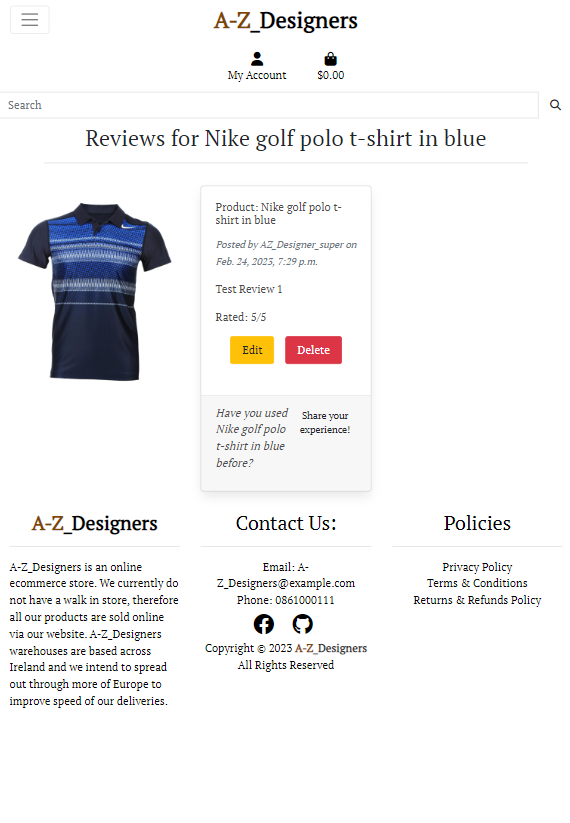 A-Z_Designers
My Account
$0.00
Search
Reviews for Nike golf polo t-shirt in blue
Product: Nike golf polo t-
shirt in blue
Posted by AZ_Designer_super on
Feb. 24, 2023, 7:29 p.m.
Test Review 1
Rated: 5/5
Edit
Delete
Have you used
Nike golf polo
t-shirt in blue
before?
Share your
experience!
A-Z_Designers
A-Z_Designers is an online
ecommerce store. We currently do
not have a walk in store, therefore
all our products are sold online
via our website. A-Z_Designers
warehouses are based across
Ireland and we intend to spread
out through more of Europe to
improve speed of our deliveries.
Contact Us:
Email: A-
Z_Designers@example.com
Phone: 0861000111
Copyright © 2023 A-Z_Designers
All Rights Reserved
Policies
Privacy Policy
Terms & Conditions
Returns & Refunds Policy